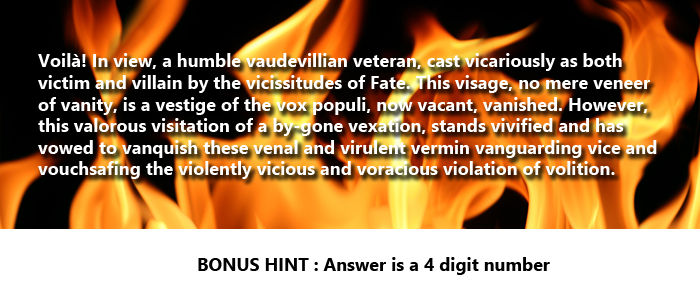 Voilà! In view, a humble vaudevillian veteran, cast vicariously as both
victim and villain by the vicissitudes of Fate. This visage, no mere veneer
of vanity, is a vestige of the vox populi, now vacant, vanished. However,
this valorous visitation of a by-gone vexation, stands vivified and has
vowed to vanquish these venal and virulent vermin vanguarding vice and
vouchsafing the violently vicious and voracious violation of volition.
BONUS HINT : Answer is a 4 digit number